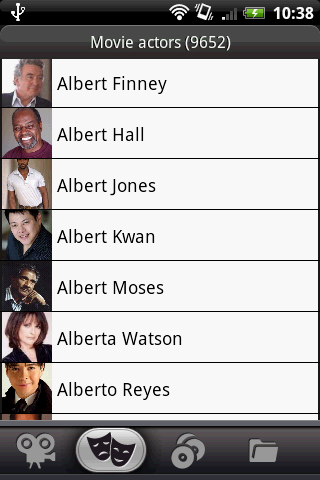 10:38
Movie actors (9652)
Albert Finney
Albert Hall
Albert Jones
Albert Kwan
Albert Moses
Alberta Watson
Alberto Reyes